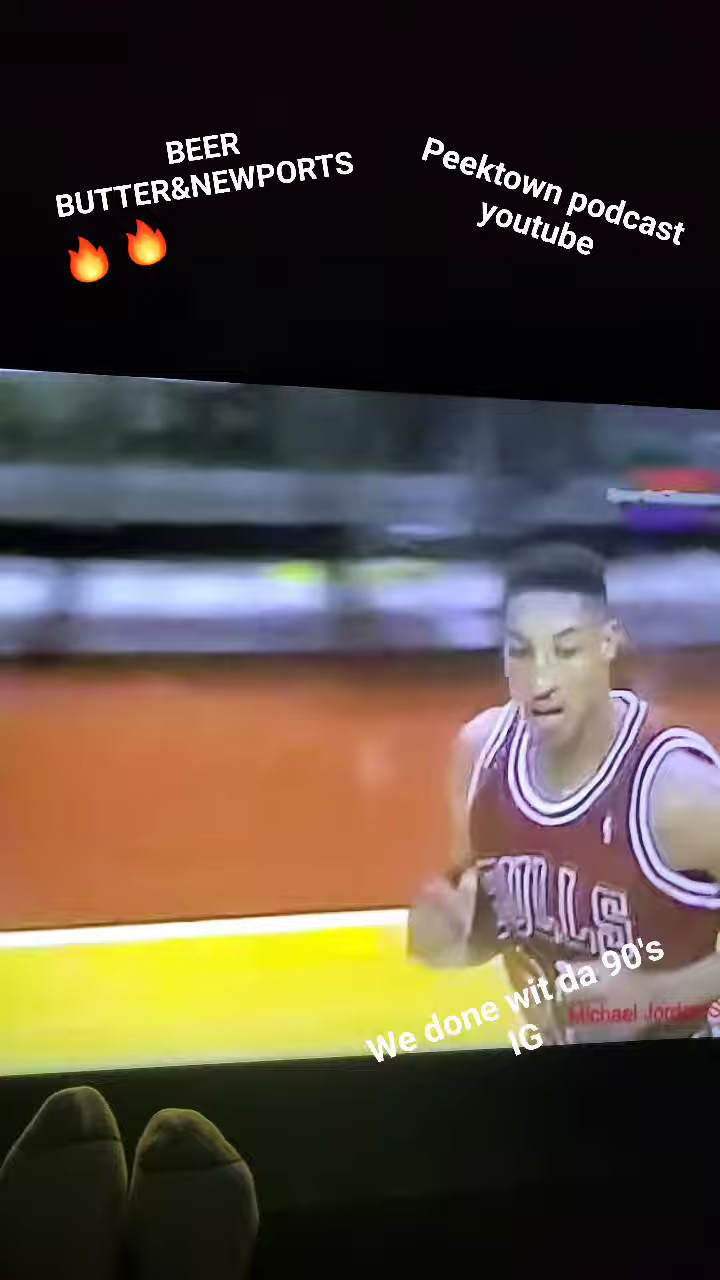 BEER
BUTTER&NEWPORTS
Peektown podcast
youtube
BULLS
We done wit da 90's
IG
Michael Jordan